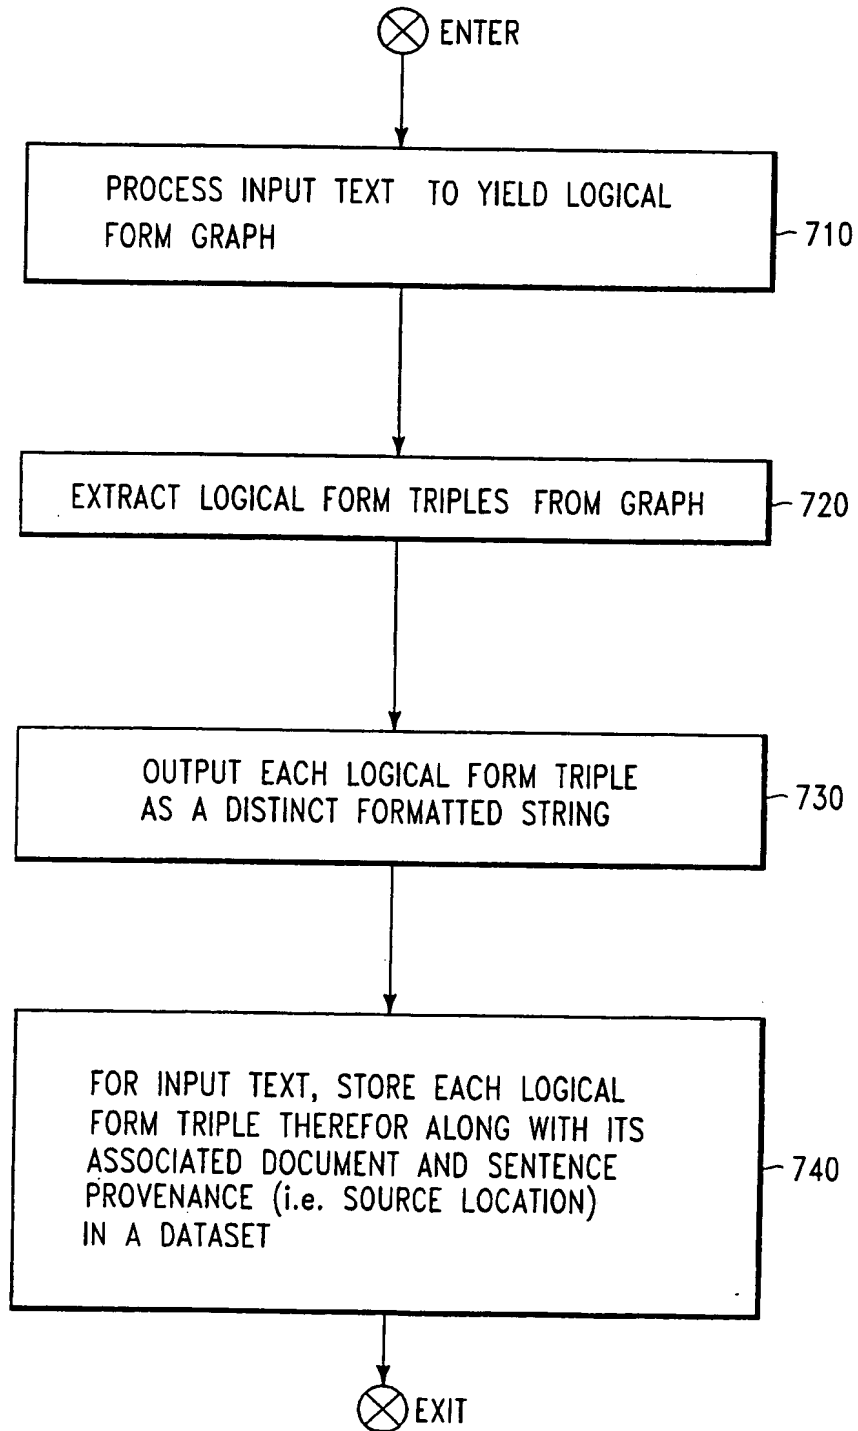 ENTER
PROCESS INPUT TEXT TO YIELD LOGICAL
FORM GRAPH
710
EXTRACT LOGICAL FORM TRIPLES FROM GRAPH
720
OUTPUT EACH LOGICAL FORM TRIPLE
AS A DISTINCT FORMATTED STRING
730
FOR INPUT TEXT, STORE EACH LOGICAL
FORM TRIPLE THEREFOR ALONG WITH ITS
ASSOCIATED DOCUMENT AND SENTENCE
PROVENANCE (i.e. SOURCE LOCATION)
IN A DATASET
740
EXIT